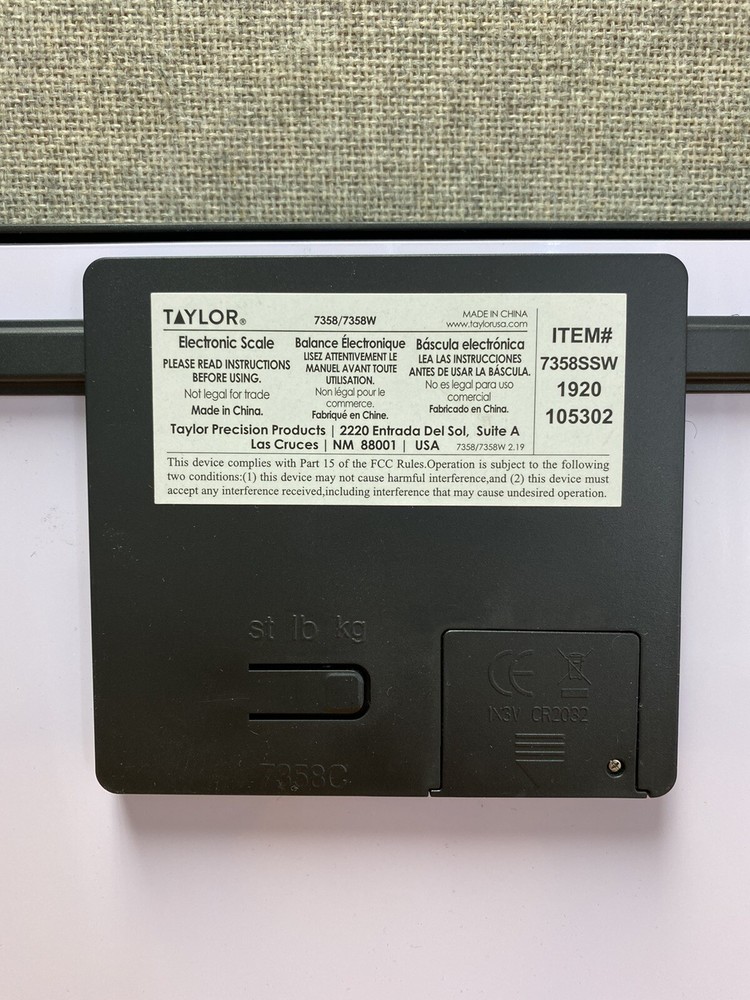 TAYLOR®
7358/7358W
MADE IN CHINA
www.taylorusa.com
Electronic Scale
PLEASE READ INSTRUCTIONS
BEFORE USING.
Not legal for trade
Made in China.
Balance Électronique
LISEZ ATTENTIVEMENT LE
MANUEL AVANT TOUTE
UTILISATION.
Non légal pour le
commerce.
Fabriqué en Chine.
Báscula electrónica
LEA LAS INSTRUCCIONES
ANTES DE USAR LA BÁSCULA.
No es legal para uso
comercial
Fabricado en China.
Taylor Precision Products | 2220 Entrada Del Sol, Suite A
Las Cruces | NM 88001 | USA
7358/7358W 2.19
ITEM#
7358SSW
1920
105302
This device complies with Part 15 of the FCC Rules.Operation is subject to the following
two conditions:(1) this device may not cause harmful interference,and (2) this device must
accept any interference received,including interference that may cause undesired operation.
st lb kg
7358C
CE
1X3V CR2032